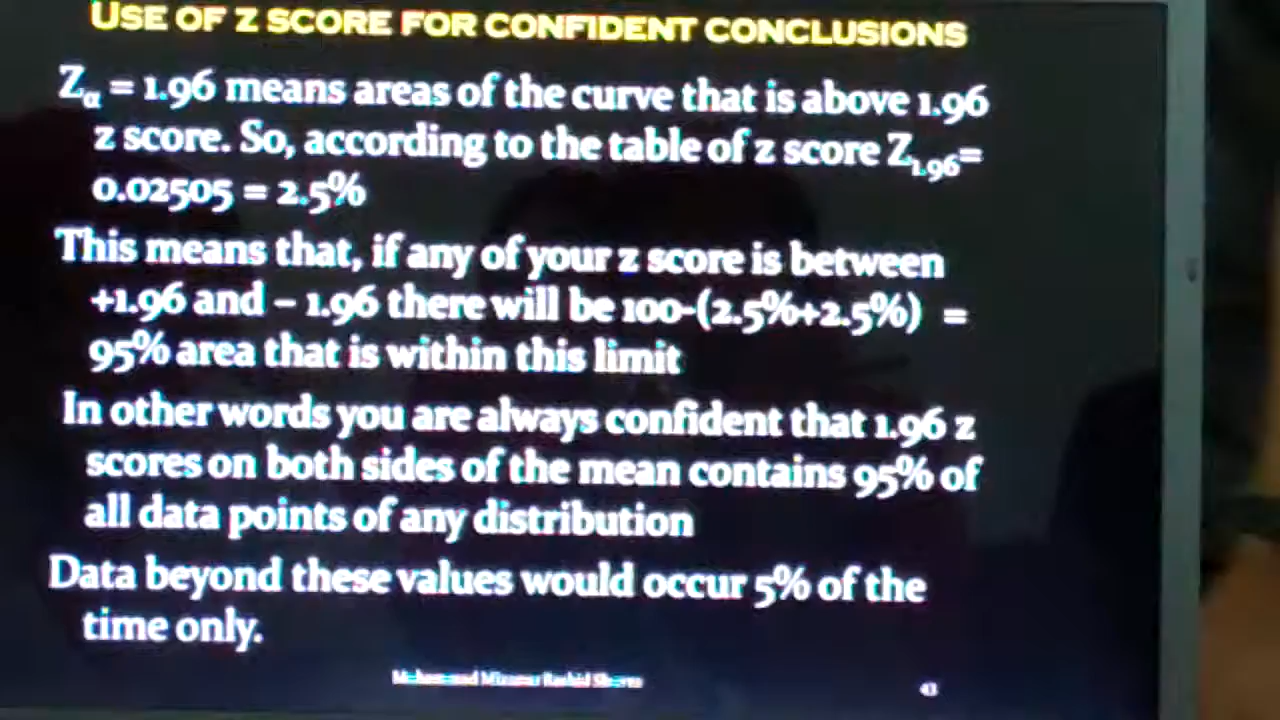 USE OF Z SCORE FOR CONFIDENT CONCLUSIONS
Zα = 1.96 means areas of the curve that is above 1.96
z score. So, according to the table of z score Z1.96=
0.02505 = 2.5%
This means that, if any of your z score is between
+1.96 and – 1.96 there will be 100-(2.5%+2.5%) =
95% area that is within this limit
In other words you are always confident that 1.96 z
scores on both sides of the mean contains 95% of
all data points of any distribution
Data beyond these values would occur 5% of the
time only.
43